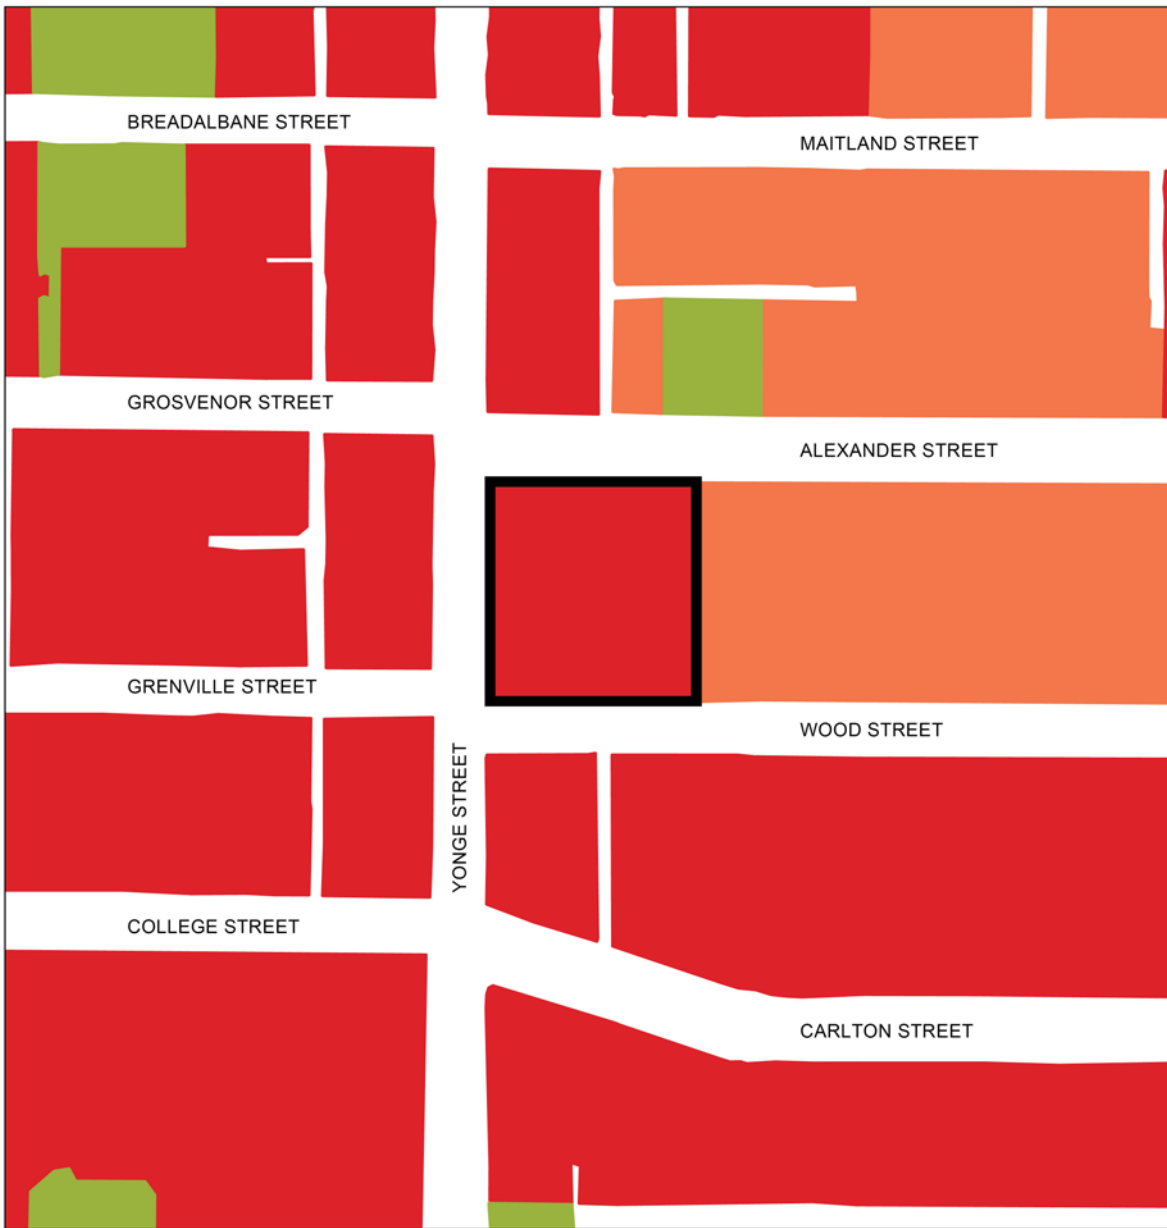 BREADALBANE STREET
MAITLAND STREET
GROSVENOR STREET
ALEXANDER STREET
GRENVILLE STREET
WOOD STREET
YONGE STREET
COLLEGE STREET
CARLTON STREET